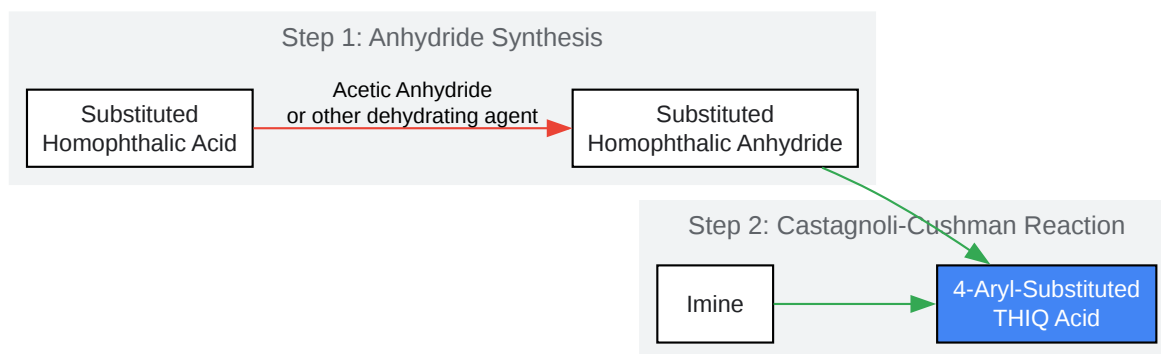 Step 1: Anhydride Synthesis
Acetic Anhydride
or other dehydrating agent
Substituted
Homophthalic Acid
Substituted
Homophthalic Anhydride
Step 2: Castagnoli-Cushman Reaction
Imine
4-Aryl-Substituted
THIQ Acid